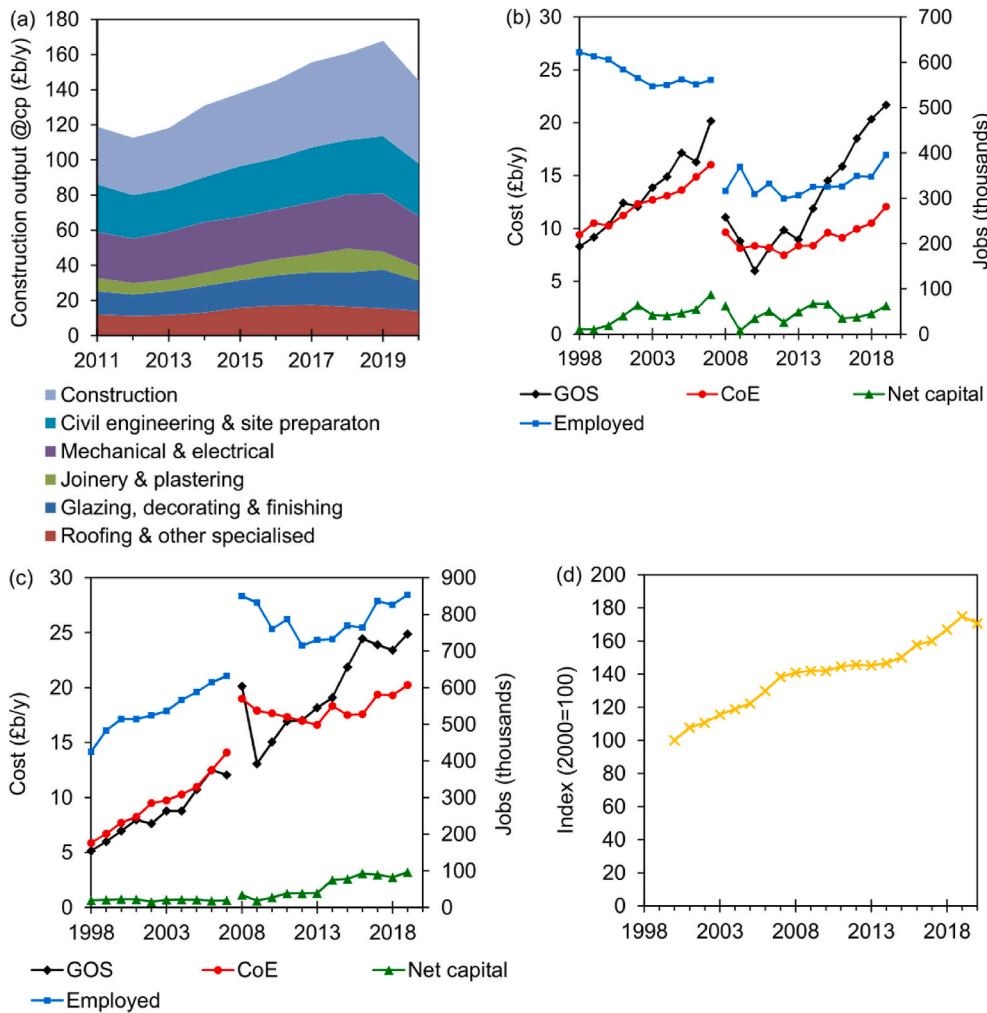 (a)
Construction output @cp (£b/y)
180
160
140
120
100
80
60
40
20
0
2011 2013 2015 2017 2019
Construction
Civil engineering & site preparaton
Mechanical & electrical
Joinery & plastering
Glazing, decorating & finishing
Roofing & other specialised
(b)
Cost (£b/y)
30
25
20
15
10
5
0
700
600
500
400
300
200
100
0
Jobs (thousands)
1998 2003 2008 2013 2018
GOS CoE Net capital
Employed
(c)
Cost (£b/y)
30
25
20
15
10
5
0
900
800
700
600
500
400
300
200
100
0
Jobs (thousands)
1998 2003 2008 2013 2018
GOS CoE Net capital
Employed
(d)
Index (2000=100)
200
180
160
140
120
100
80
60
40
20
0
1998 2003 2008 2013 2018